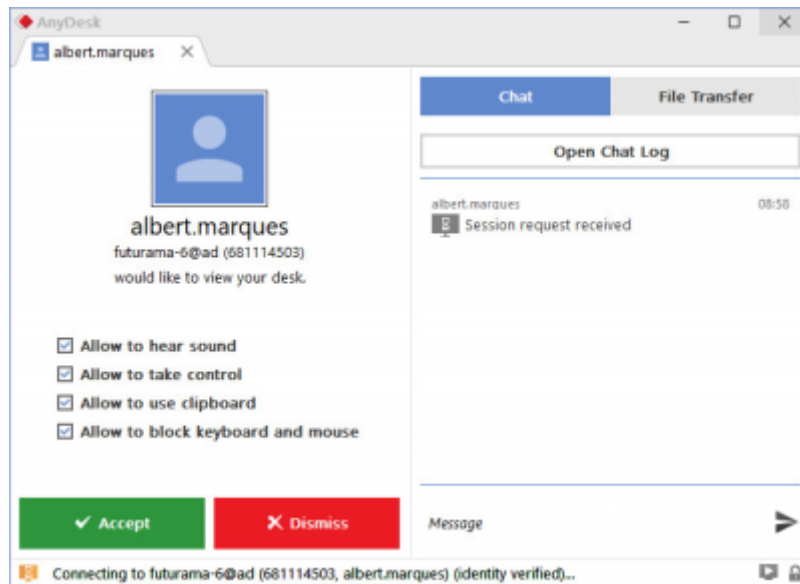 AnyDesk
albert.marques
albert.marques
futurama-6@ad (681114503)
would like to view your desk.
Allow to hear sound
Allow to take control
Allow to use clipboard
Allow to block keyboard and mouse
Accept
Dismiss
Chat
File Transfer
Open Chat Log
albert.marques 08:58
Session request received
Message
Connecting to futurama-6@ad (681114503, albert.marques) (identity verified)...